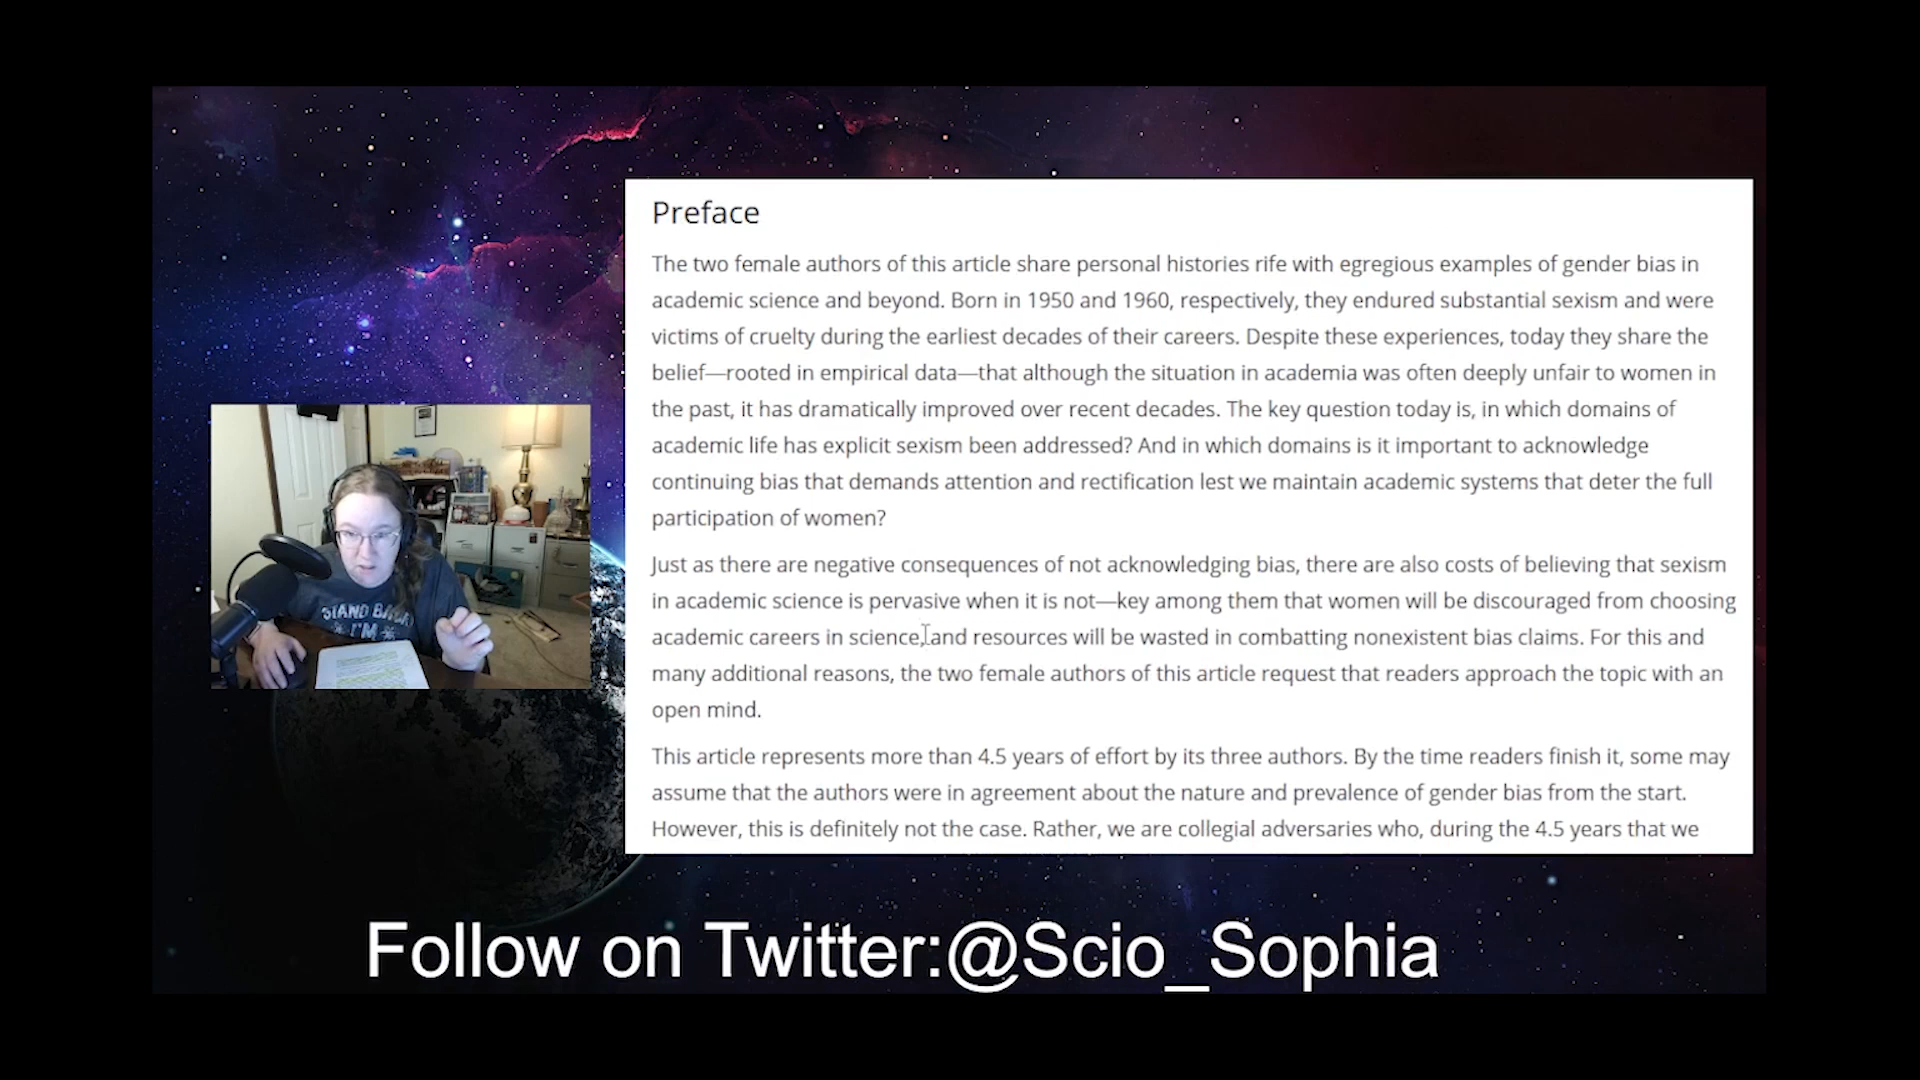 Preface
The two female authors of this article share personal histories rife with egregious examples of gender bias in
academic science and beyond. Born in 1950 and 1960, respectively, they endured substantial sexism and were
victims of cruelty during the earliest decades of their careers. Despite these experiences, today they share the
belief—rooted in empirical data—that although the situation in academia was often deeply unfair to women in
the past, it has dramatically improved over recent decades. The key question today is, in which domains of
academic life has explicit sexism been addressed? And in which domains is it important to acknowledge
continuing bias that demands attention and rectification lest we maintain academic systems that deter the full
participation of women?
Just as there are negative consequences of not acknowledging bias, there are also costs of believing that sexism
in academic science is pervasive when it is not—key among them that women will be discouraged from choosing
academic careers in science, and resources will be wasted in combatting nonexistent bias claims. For this and
many additional reasons, the two female authors of this article request that readers approach the topic with an
open mind.
This article represents more than 4.5 years of effort by its three authors. By the time readers finish it, some may
assume that the authors were in agreement about the nature and prevalence of gender bias from the start.
However, this is definitely not the case. Rather, we are collegial adversaries who, during the 4.5 years that we
STAND BACK
I'M
Follow on Twitter:@Scio_Sophia